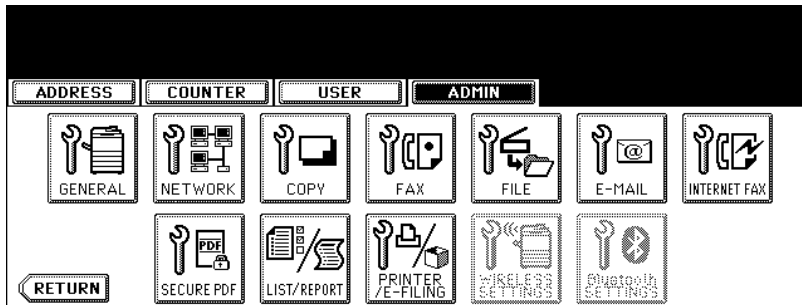 ADDRESS COUNTER USER ADMIN
GENERAL NETWORK COPY FAX FILE E-MAIL INTERNET FAX
@
PDF
SECURE PDF LIST/REPORT PRINTER /E-FILING WIRELESS SETTINGS Bluetooth SETTINGS
RETURN